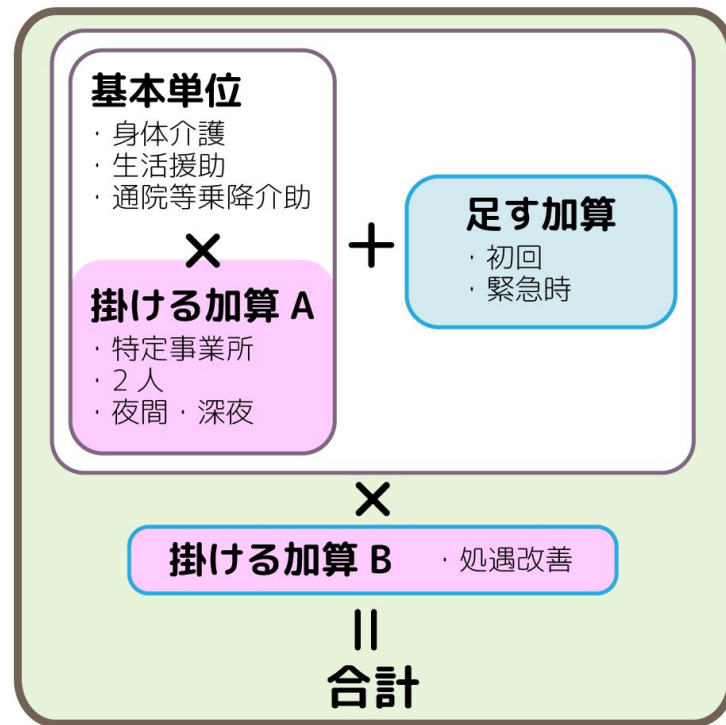 基本単位
・身体介護
・生活援助
・通院等乗降介助
×
掛ける加算 A
・特定事業所
・2 人
・夜間・深夜
＋
足す加算
・初回
・緊急時
×
掛ける加算 B ・処遇改善
＝
合計